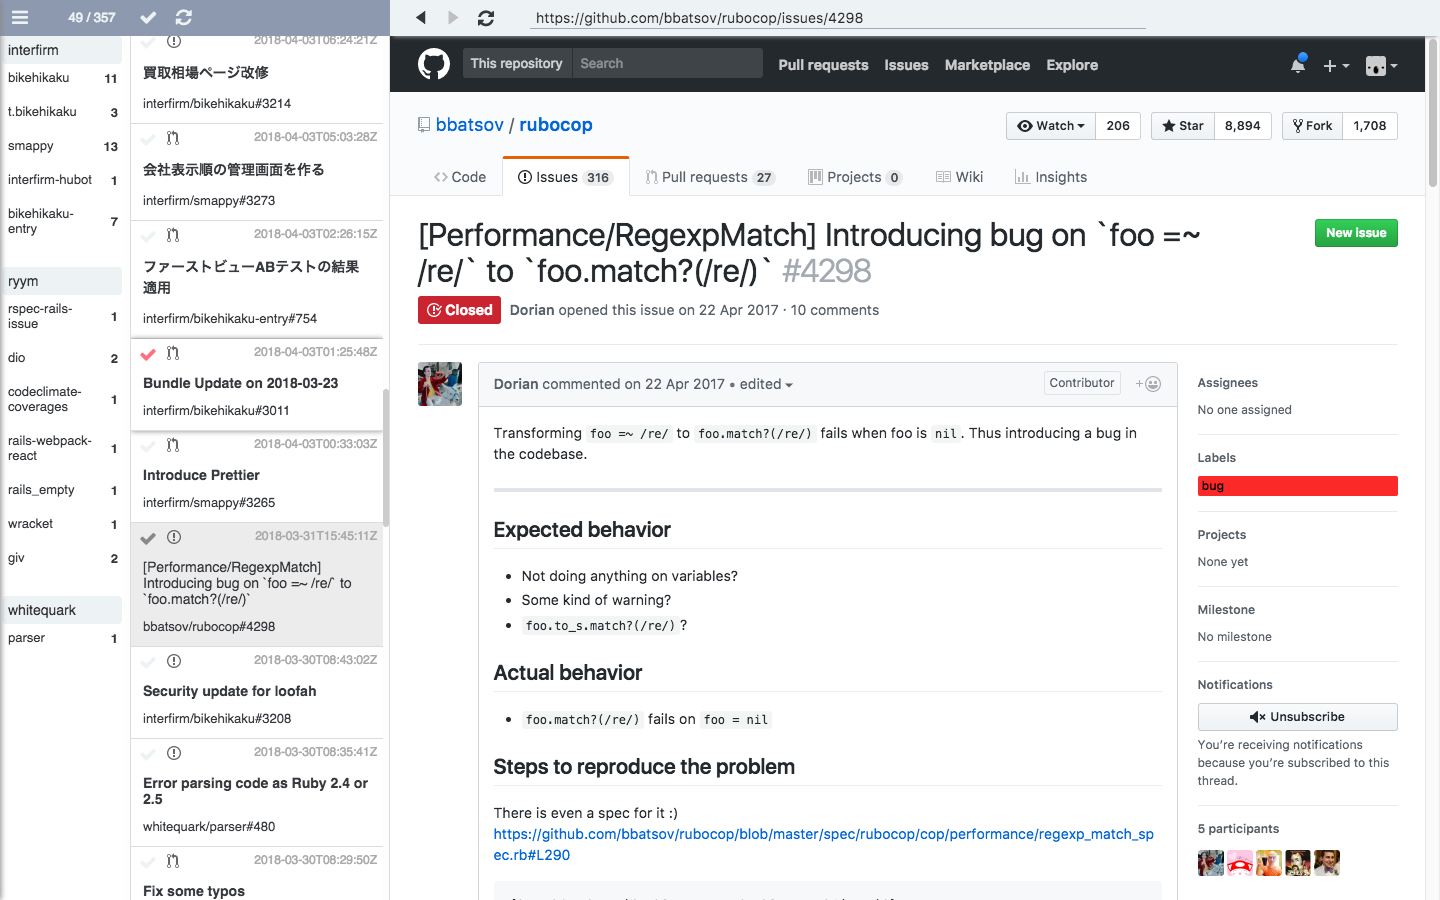 49 / 357
https://github.com/bbatsov/rubocop/issues/4298
interfirm
bikehikaku 11
t.bikehikaku 3
smappy 13
interfirm-hubot 1
bikehikaku-
entry 7
ryym
rspec-rails-
issue 1
dio 2
codeclimate-
coverages 1
rails-webpack-
react 1
rails_empty 1
wracket 1
giv 2
whitequark
parser 1
2018-04-03T06:24:21Z
買取相場ページ改修
interfirm/bikehikaku#3214
2018-04-03T05:03:28Z
会社表示順の管理画面を作る
interfirm/smappy#3273
2018-04-03T02:26:15Z
ファーストビューABテストの結果
適用
interfirm/bikehikaku-entry#754
2018-04-03T01:25:48Z
Bundle Update on 2018-03-23
interfirm/bikehikaku#3011
2018-04-03T00:33:03Z
Introduce Prettier
interfirm/smappy#3265
2018-03-31T15:45:11Z
[Performance/RegexpMatch]
Introducing bug on `foo =~ /re/` to
`foo.match?(/re/)`
bbatsov/rubocop#4298
2018-03-30T08:43:02Z
Security update for loofah
interfirm/bikehikaku#3208
2018-03-30T08:35:41Z
Error parsing code as Ruby 2.4 or
2.5
whitequark/parser#480
2018-03-30T08:29:50Z
Fix some typos
This repository Search Pull requests Issues Marketplace Explore
bbatsov / rubocop
Watch 206 Star 8,894 Fork 1,708
Code Issues 316 Pull requests 27 Projects 0 Wiki Insights
[Performance/RegexpMatch] Introducing bug on `foo =~
/re/` to `foo.match?(/re/)` #4298
New issue
Closed Dorian opened this issue on 22 Apr 2017 · 10 comments
Dorian commented on 22 Apr 2017 • edited Contributor
Transforming foo =~ /re/ to foo.match?(/re/) fails when foo is nil. Thus introducing a bug in
the codebase.
Expected behavior
• Not doing anything on variables?
• Some kind of warning?
• foo.to_s.match?(/re/)?
Actual behavior
• foo.match?(/re/) fails on foo = nil
Steps to reproduce the problem
There is even a spec for it :)
https://github.com/bbatsov/rubocop/blob/master/spec/rubocop/cop/performance/regexp_match_sp
ec.rb#L290
Assignees
No one assigned
Labels
bug
Projects
None yet
Milestone
No milestone
Notifications
Unsubscribe
You’re receiving notifications
because you’re subscribed to this
thread.
5 participants